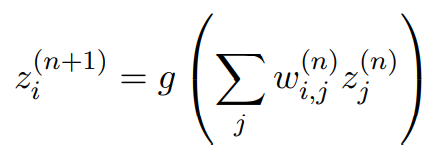 z_i^{(n+1)} = g \left( \sum_j w_{i,j}^{(n)} z_j^{(n)} \right)